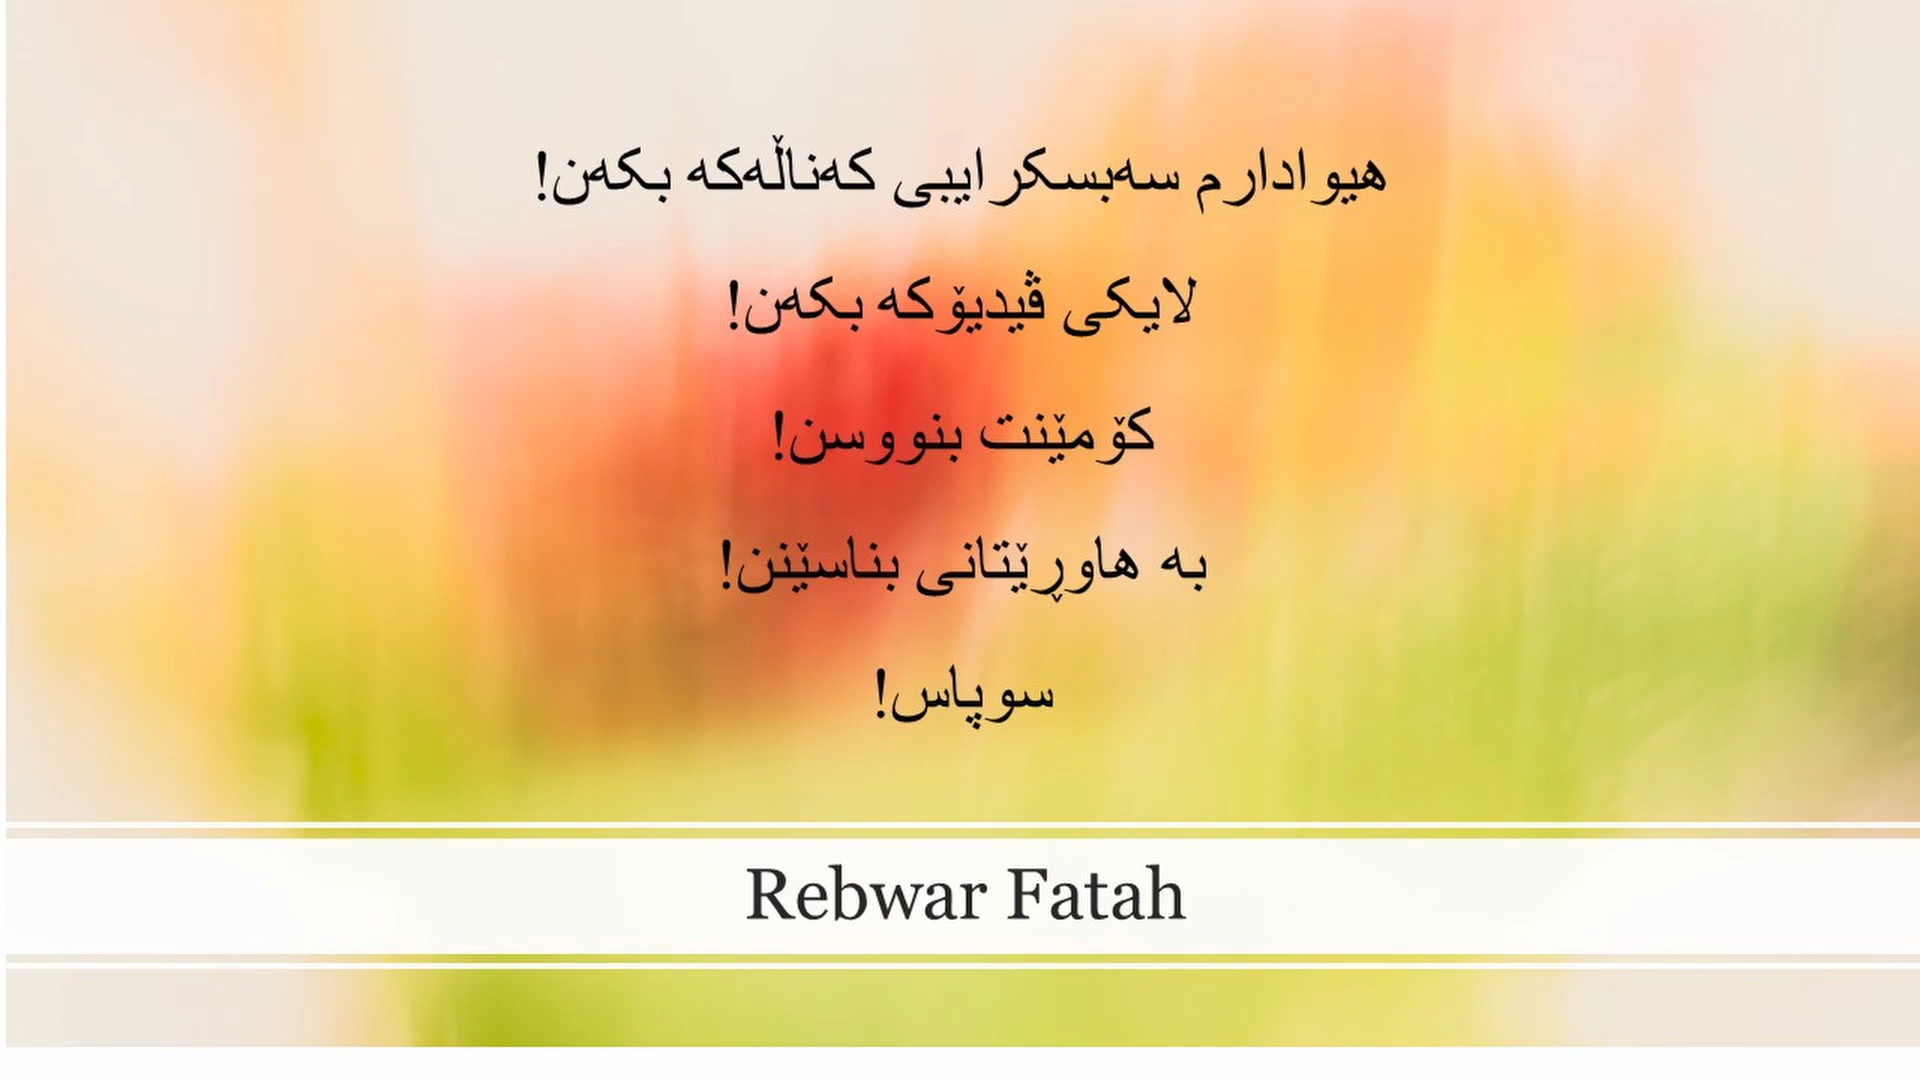 هیوادارم سەبسکرایبی کەناڵەکە بکەن!
لایکی ڤیدیۆکە بکەن!
کۆمێنت بنووسن!
بە هاوڕێتانی بناسێنن!
سوپاس!
Rebwar Fatah